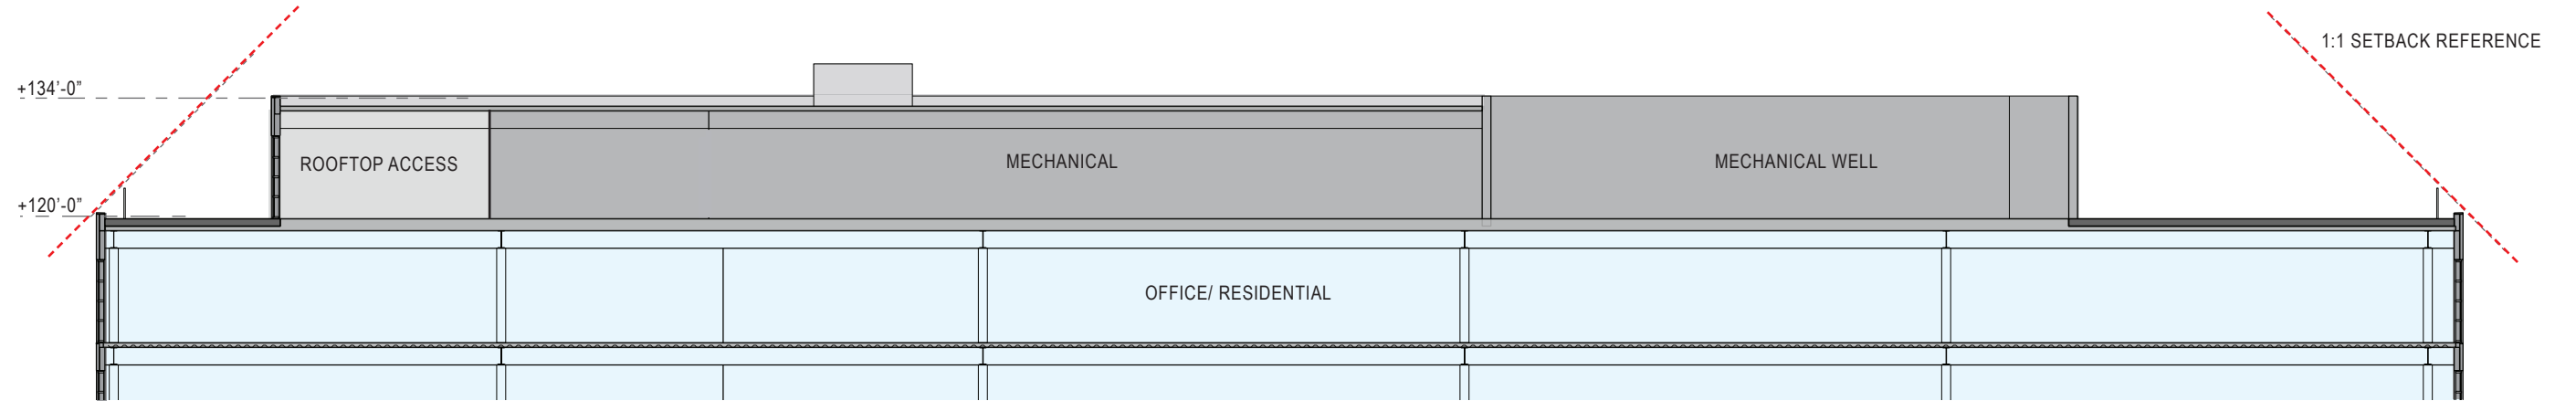 1:1 SETBACK REFERENCE
+134'-0”
ROOFTOP ACCESS
MECHANICAL
MECHANICAL WELL
+120'-0”
OFFICE/ RESIDENTIAL